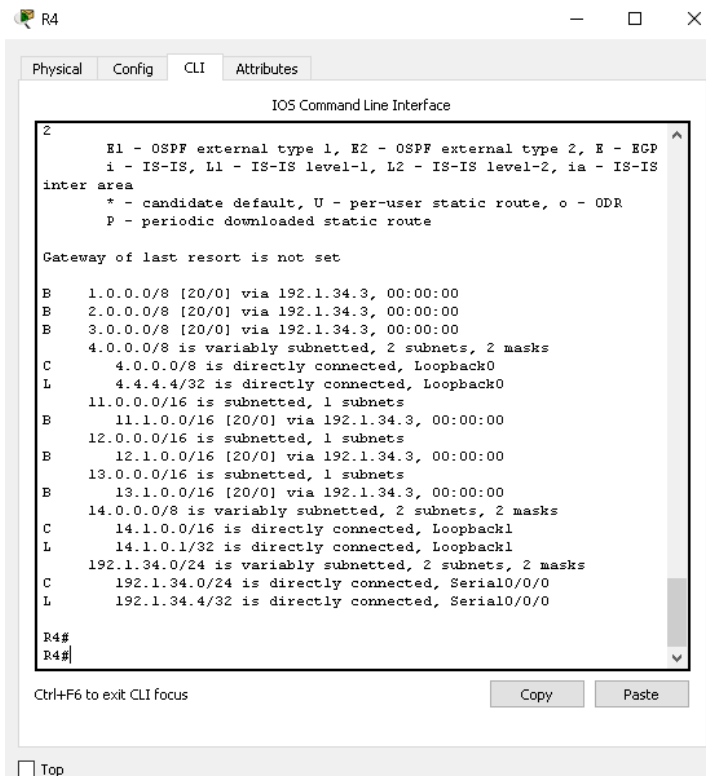 R4
Physical Config CLI Attributes
IOS Command Line Interface
2
E1 - OSPF external type 1, E2 - OSPF external type 2, E - EGP
i - IS-IS, L1 - IS-IS level-1, L2 - IS-IS level-2, ia - IS-IS
inter area
* - candidate default, U - per-user static route, o - ODR
P - periodic downloaded static route
Gateway of last resort is not set
B 1.0.0.0/8 [20/0] via 192.1.34.3, 00:00:00
B 2.0.0.0/8 [20/0] via 192.1.34.3, 00:00:00
B 3.0.0.0/8 [20/0] via 192.1.34.3, 00:00:00
4.0.0.0/8 is variably subnetted, 2 subnets, 2 masks
C 4.0.0.0/8 is directly connected, Loopback0
L 4.4.4.4/32 is directly connected, Loopback0
11.0.0.0/16 is subnetted, 1 subnets
B 11.1.0.0/16 [20/0] via 192.1.34.3, 00:00:00
12.0.0.0/16 is subnetted, 1 subnets
B 12.1.0.0/16 [20/0] via 192.1.34.3, 00:00:00
13.0.0.0/16 is subnetted, 1 subnets
B 13.1.0.0/16 [20/0] via 192.1.34.3, 00:00:00
14.0.0.0/8 is variably subnetted, 2 subnets, 2 masks
C 14.1.0.0/16 is directly connected, Loopback1
L 14.1.0.1/32 is directly connected, Loopback1
192.1.34.0/24 is variably subnetted, 2 subnets, 2 masks
C 192.1.34.0/24 is directly connected, Serial0/0/0
L 192.1.34.4/32 is directly connected, Serial0/0/0
R4#
R4#
Ctrl+F6 to exit CLI focus Copy Paste
Top